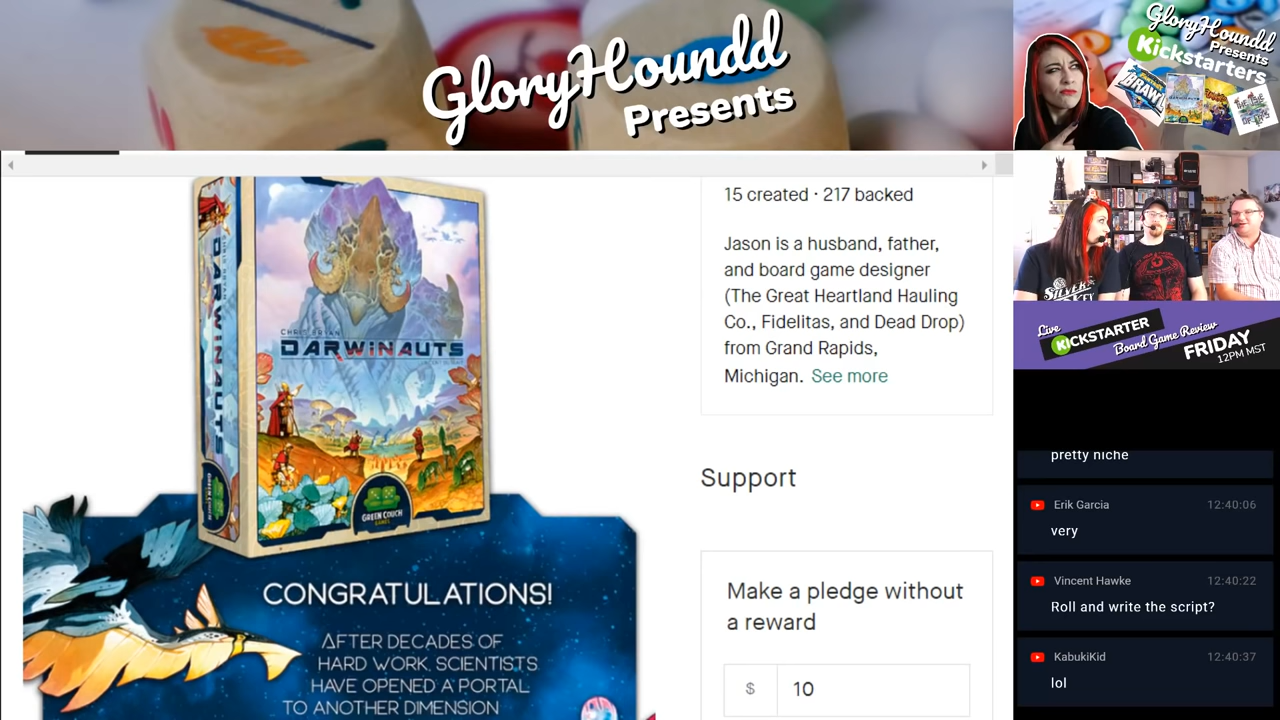 GloryHoundd
Presents
GloryHoundd
Presents
Kickstarters
BRAWL
DARWINAUTS
Live
KICKSTARTER
Board Game Review
FRIDAY
12PM MST
15 created · 217 backed
Jason is a husband, father,
and board game designer
(The Great Heartland Hauling
Co., Fidelitas, and Dead Drop)
from Grand Rapids,
Michigan. See more
Support
Make a pledge without
a reward
$ 10
CHRIS BRYAN
DARWINAUTS
GREEN COUCH
GAMES
CONGRATULATIONS!
AFTER DECADES OF
HARD WORK, SCIENTISTS
HAVE OPENED A PORTAL
TO ANOTHER DIMENSION
pretty niche
Erik Garcia 12:40:06
very
Vincent Hawke 12:40:22
Roll and write the script?
KabukiKid 12:40:37
lol